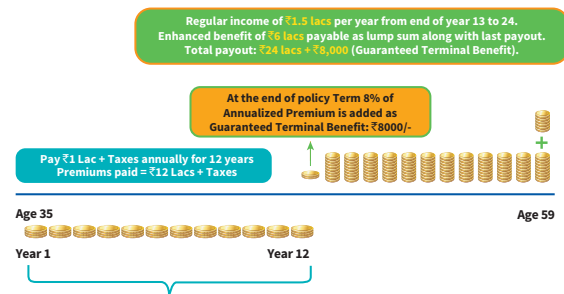 Regular income of ₹1.5 lacs per year from end of year 13 to 24.
Enhanced benefit of ₹6 lacs payable as lump sum along with last payout.
Total payout: ₹24 lacs + ₹8,000 (Guaranteed Terminal Benefit).
At the end of policy Term 8% of
Annualized Premium is added as
Guaranteed Terminal Benefit: ₹8000/-
Pay ₹1 Lac + Taxes annually for 12 years
Premiums paid = ₹12 Lacs + Taxes
+
Age 35
Age 59
Year 1
Year 12